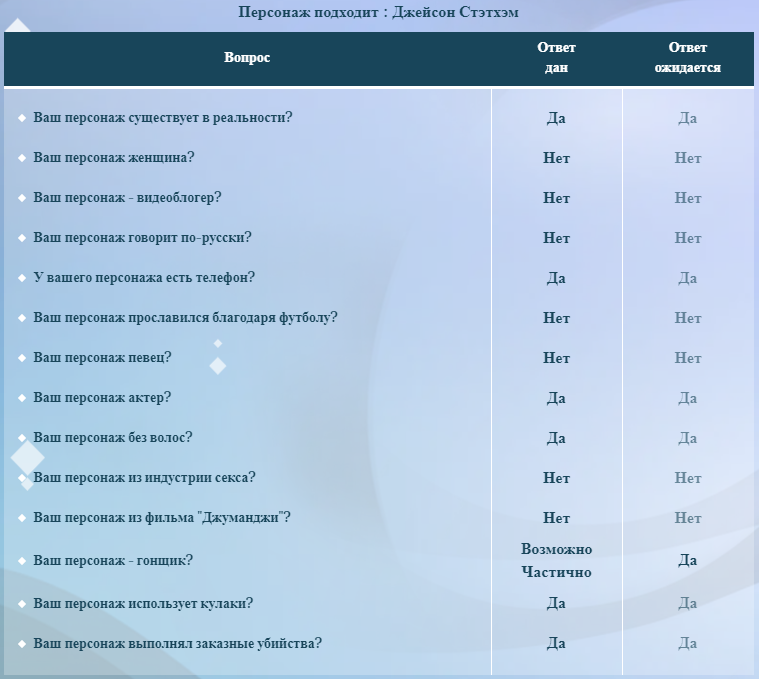 Персонаж подходит : Джейсон Стэтхэм
Вопрос
Ответ
дан
Ответ
ожидается
Ваш персонаж существует в реальности? Да Да
Ваш персонаж женщина? Нет Нет
Ваш персонаж - видеоблогер? Нет Нет
Ваш персонаж говорит по-русски? Нет Нет
У вашего персонажа есть телефон? Да Да
Ваш персонаж прославился благодаря футболу? Нет Нет
Ваш персонаж певец? Нет Нет
Ваш персонаж актер? Да Да
Ваш персонаж без волос? Да Да
Ваш персонаж из индустрии секса? Нет Нет
Ваш персонаж из фильма "Джуманджи"? Нет Нет
Ваш персонаж - гонщик? Возможно
Частично Да
Ваш персонаж использует кулаки? Да Да
Ваш персонаж выполнял заказные убийства? Да Да